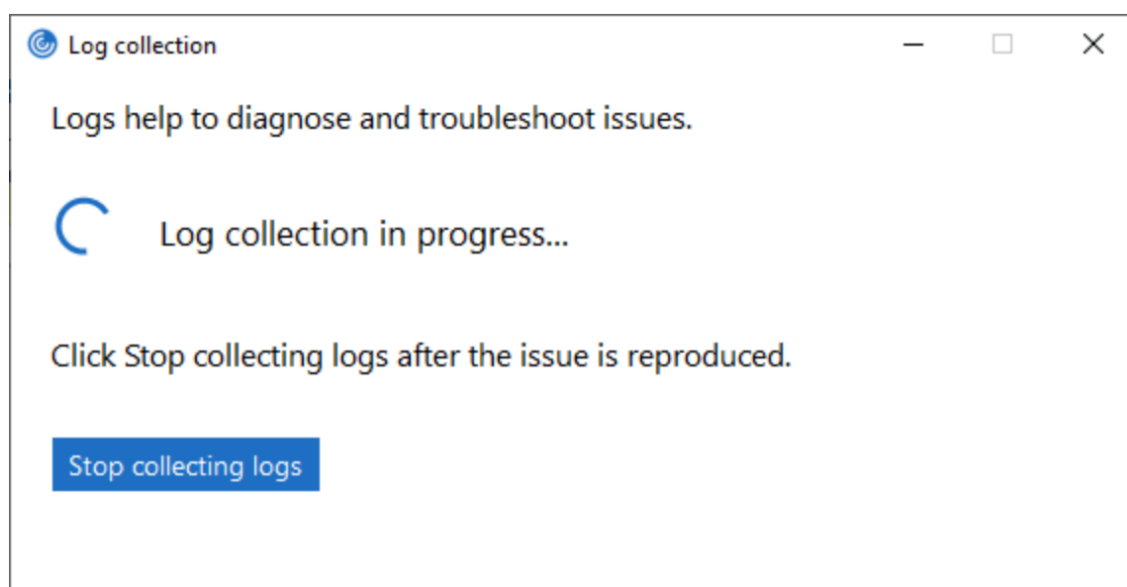 Log collection
Logs help to diagnose and troubleshoot issues.
Log collection in progress...
Click Stop collecting logs after the issue is reproduced.
Stop collecting logs